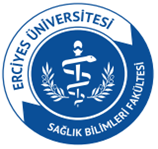 ERCİYES ÜNİVERSİTESİ
SAĞLIK BİLİMLERİ FAKÜLTESİ